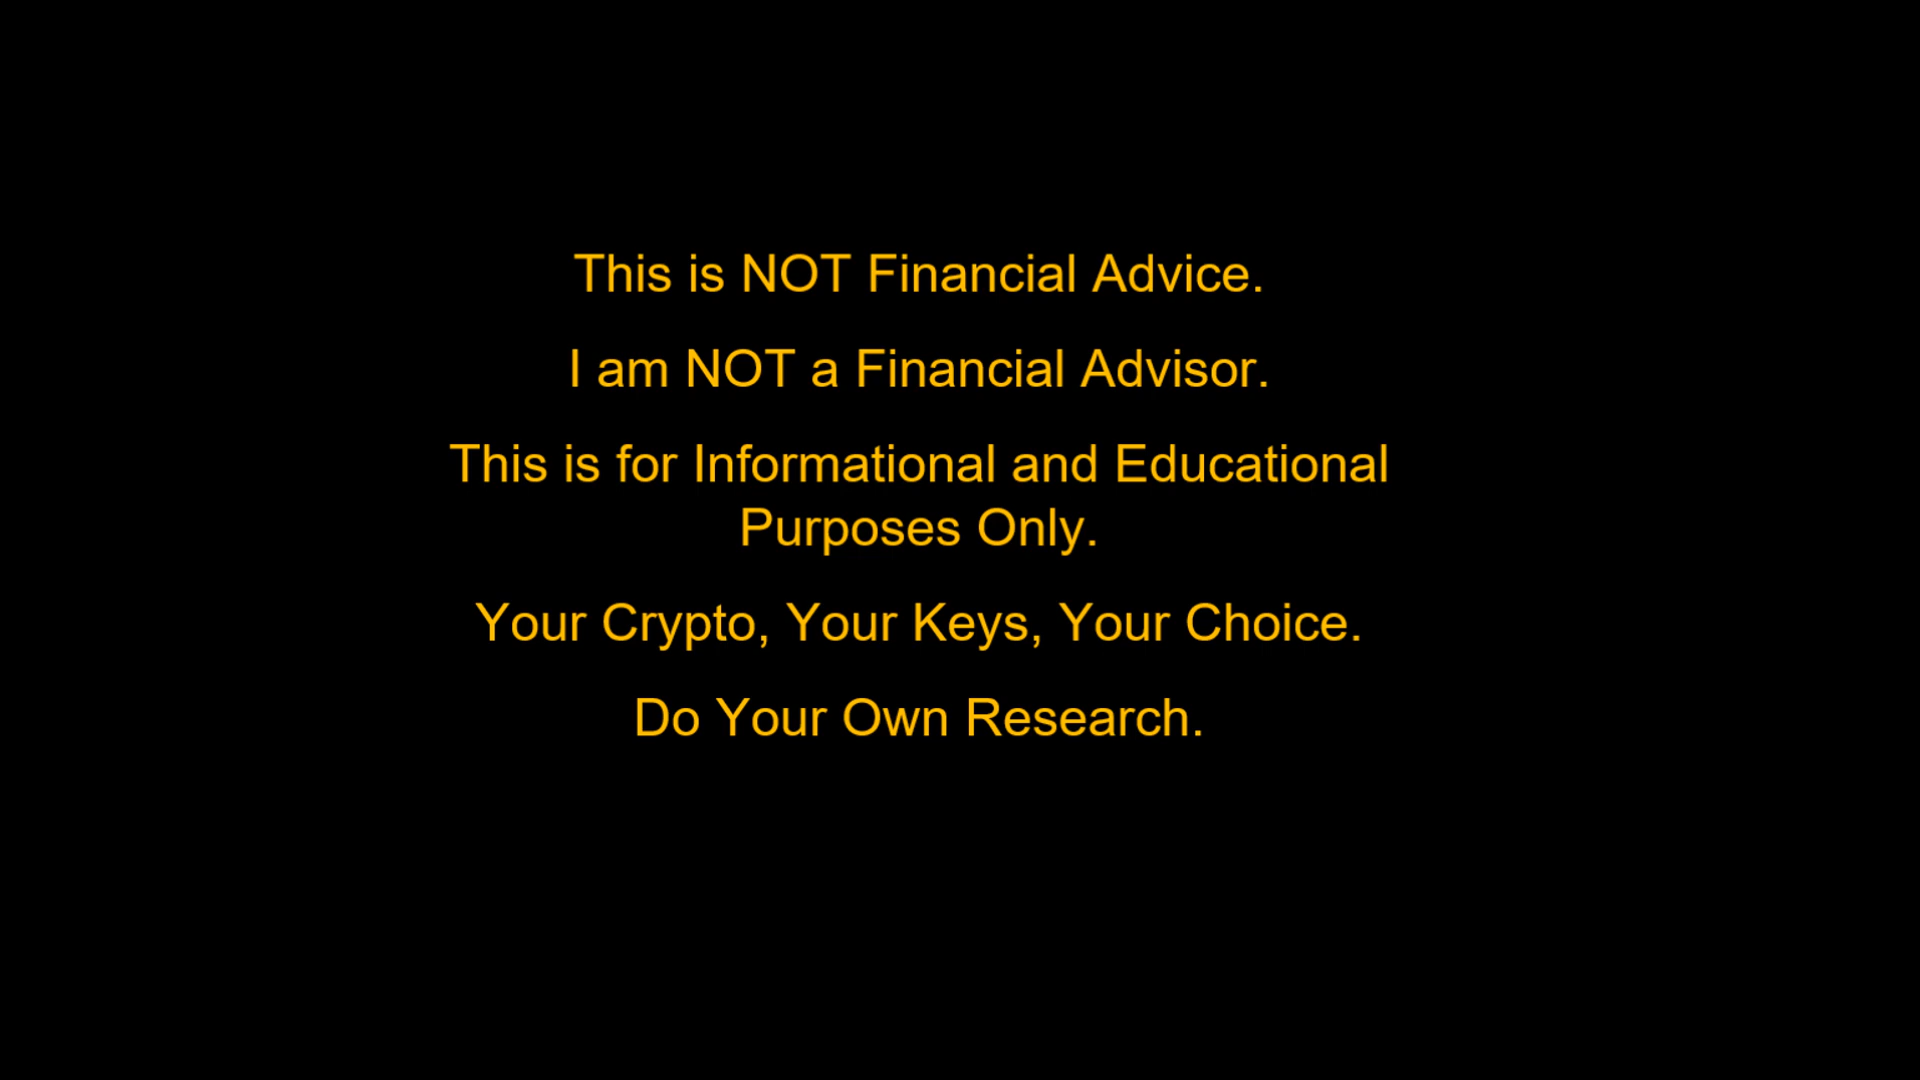 This is NOT Financial Advice.
I am NOT a Financial Advisor.
This is for Informational and Educational
Purposes Only.
Your Crypto, Your Keys, Your Choice.
Do Your Own Research.